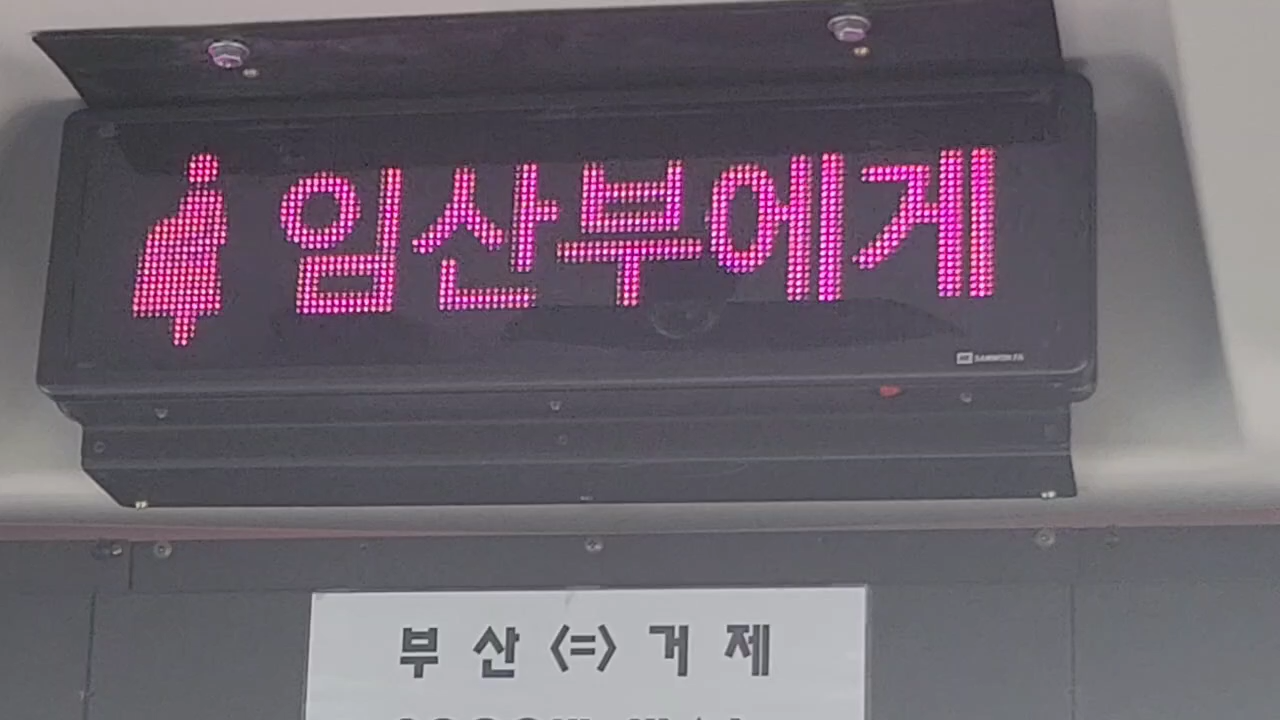 임산부에게
부 산 <=> 거 제